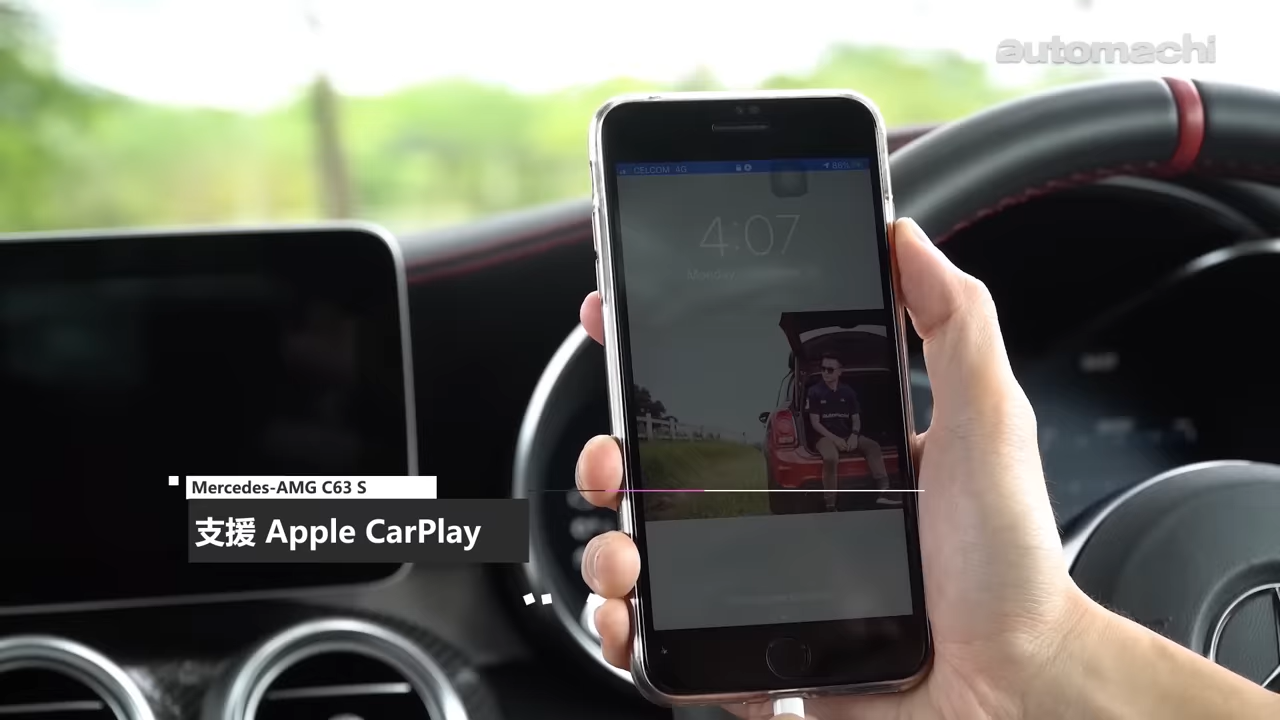 automachi
CELCOM 4G
88%
4:07
Monday
Mercedes-AMG C63 S
支援 Apple CarPlay